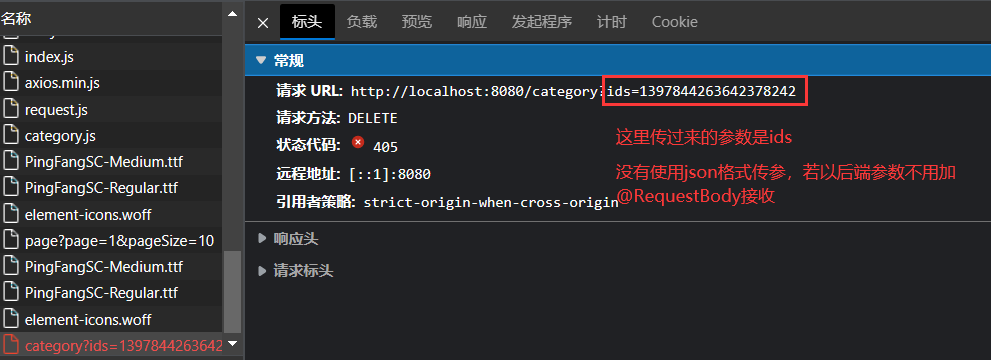 名称
index.js
axios.min.js
request.js
category.js
PingFangSC-Medium.ttf
PingFangSC-Regular.ttf
element-icons.woff
page?page=1&pageSize=10
PingFangSC-Medium.ttf
PingFangSC-Regular.ttf
element-icons.woff
category?ids=1397844263642
标头 负载 预览 响应 发起程序 计时 Cookie
常规
请求 URL: http://localhost:8080/category?ids=1397844263642378242
请求方法: DELETE
状态代码: 405
远程地址: [::1]:8080
引用者策略: strict-origin-when-cross-origin
这里传过来的参数是ids
没有使用json格式传参，若以后端参数不用加
@RequestBody接收
响应头
请求标头